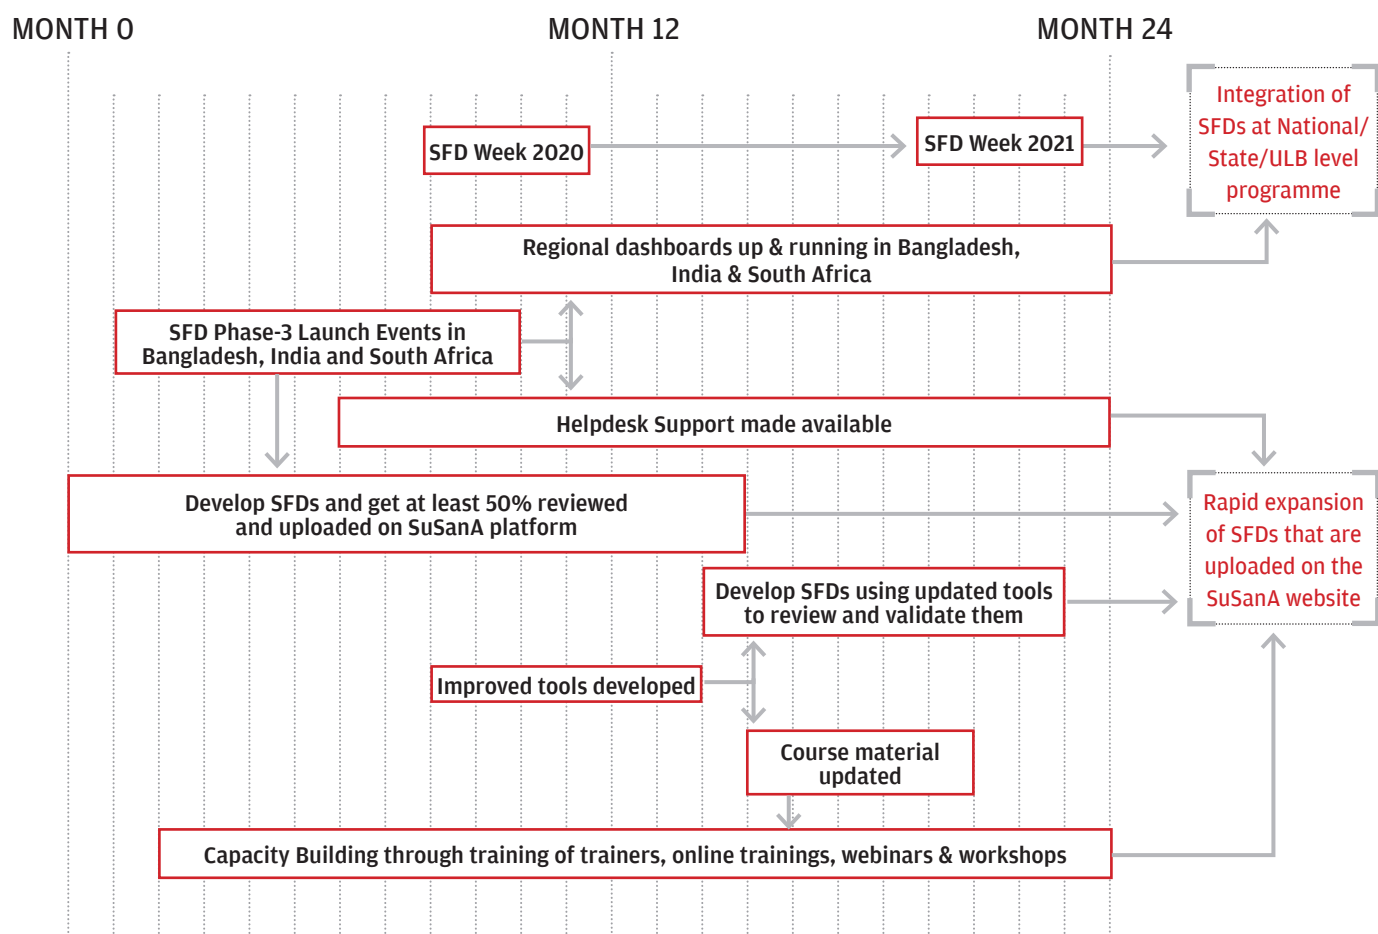 MONTH 0
MONTH 12
MONTH 24
Integration of
SFDs at National/
State/ULB level
programme
SFD Week 2020
SFD Week 2021
Regional dashboards up & running in Bangladesh,
India & South Africa
SFD Phase-3 Launch Events in
Bangladesh, India and South Africa
Helpdesk Support made available
Develop SFDs and get at least 50% reviewed
and uploaded on SuSanA platform
Rapid expansion
of SFDs that are
uploaded on the
SuSanA website
Develop SFDs using updated tools
to review and validate them
Improved tools developed
Course material
updated
Capacity Building through training of trainers, online trainings, webinars & workshops